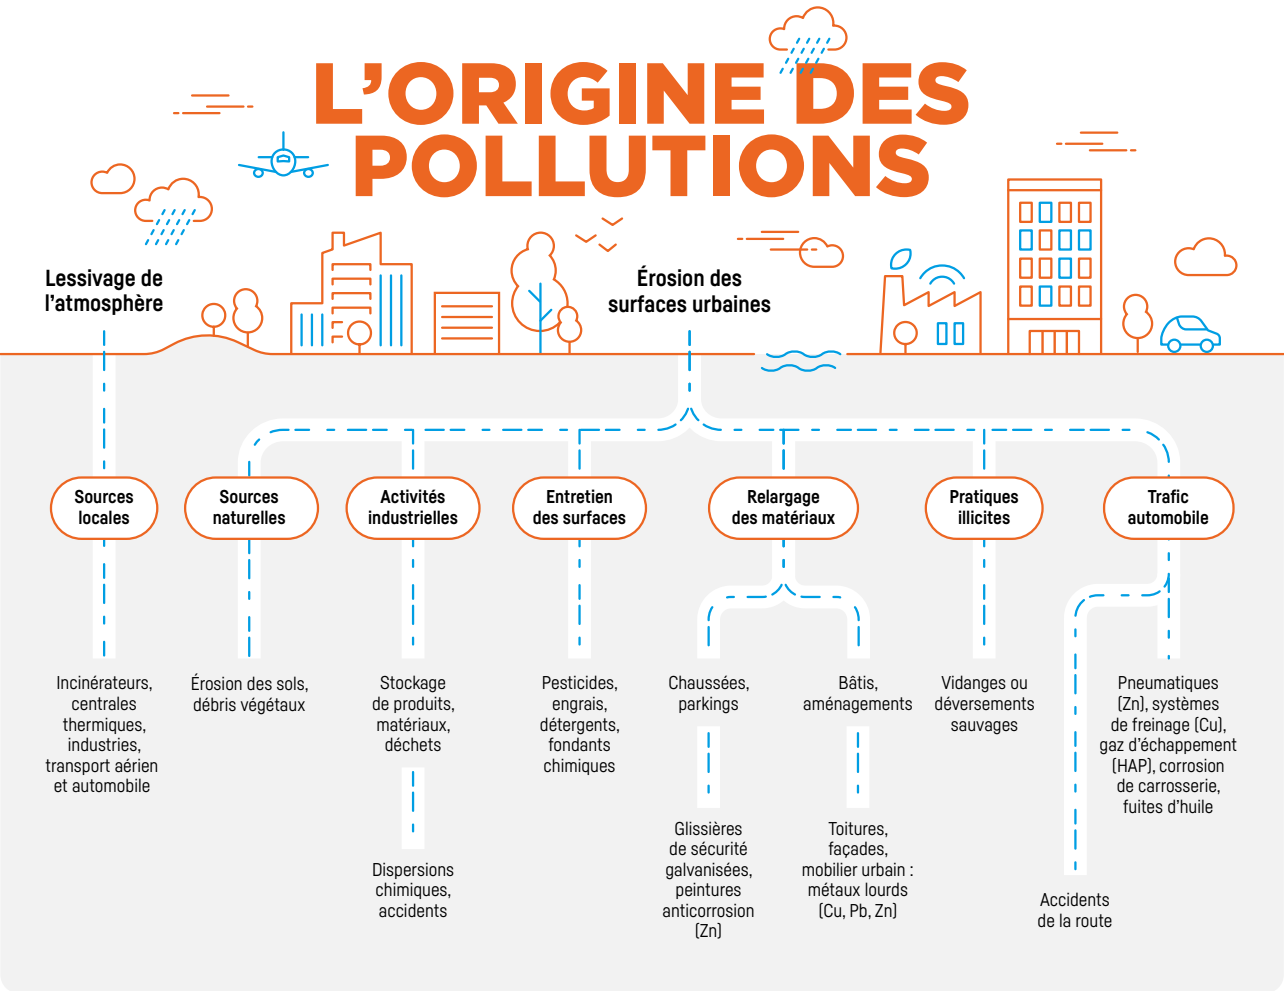 L’ORIGINE DES
POLLUTIONS
Lessivage de
l’atmosphère
Érosion des
surfaces urbaines
Sources
locales
Sources
naturelles
Activités
industrielles
Entretien
des surfaces
Relargage
des matériaux
Pratiques
illicites
Trafic
automobile
Incinérateurs,
centrales
thermiques,
industries,
transport aérien
et automobile
Érosion des sols,
débris végétaux
Stockage
de produits,
matériaux,
déchets
Dispersions
chimiques,
accidents
Pesticides,
engrais,
détergents,
fondants
chimiques
Chaussées,
parkings
Glissières
de sécurité
galvanisées,
peintures
anticorrosion
(Zn)
Bâtis,
aménagements
Toitures,
façades,
mobilier urbain :
métaux lourds
(Cu, Pb, Zn)
Vidanges ou
déversements
sauvages
Accidents
de la route
Pneumatiques
(Zn), systèmes
de freinage (Cu),
gaz d’échappement
(HAP), corrosion
de carrosserie,
fuites d’huile